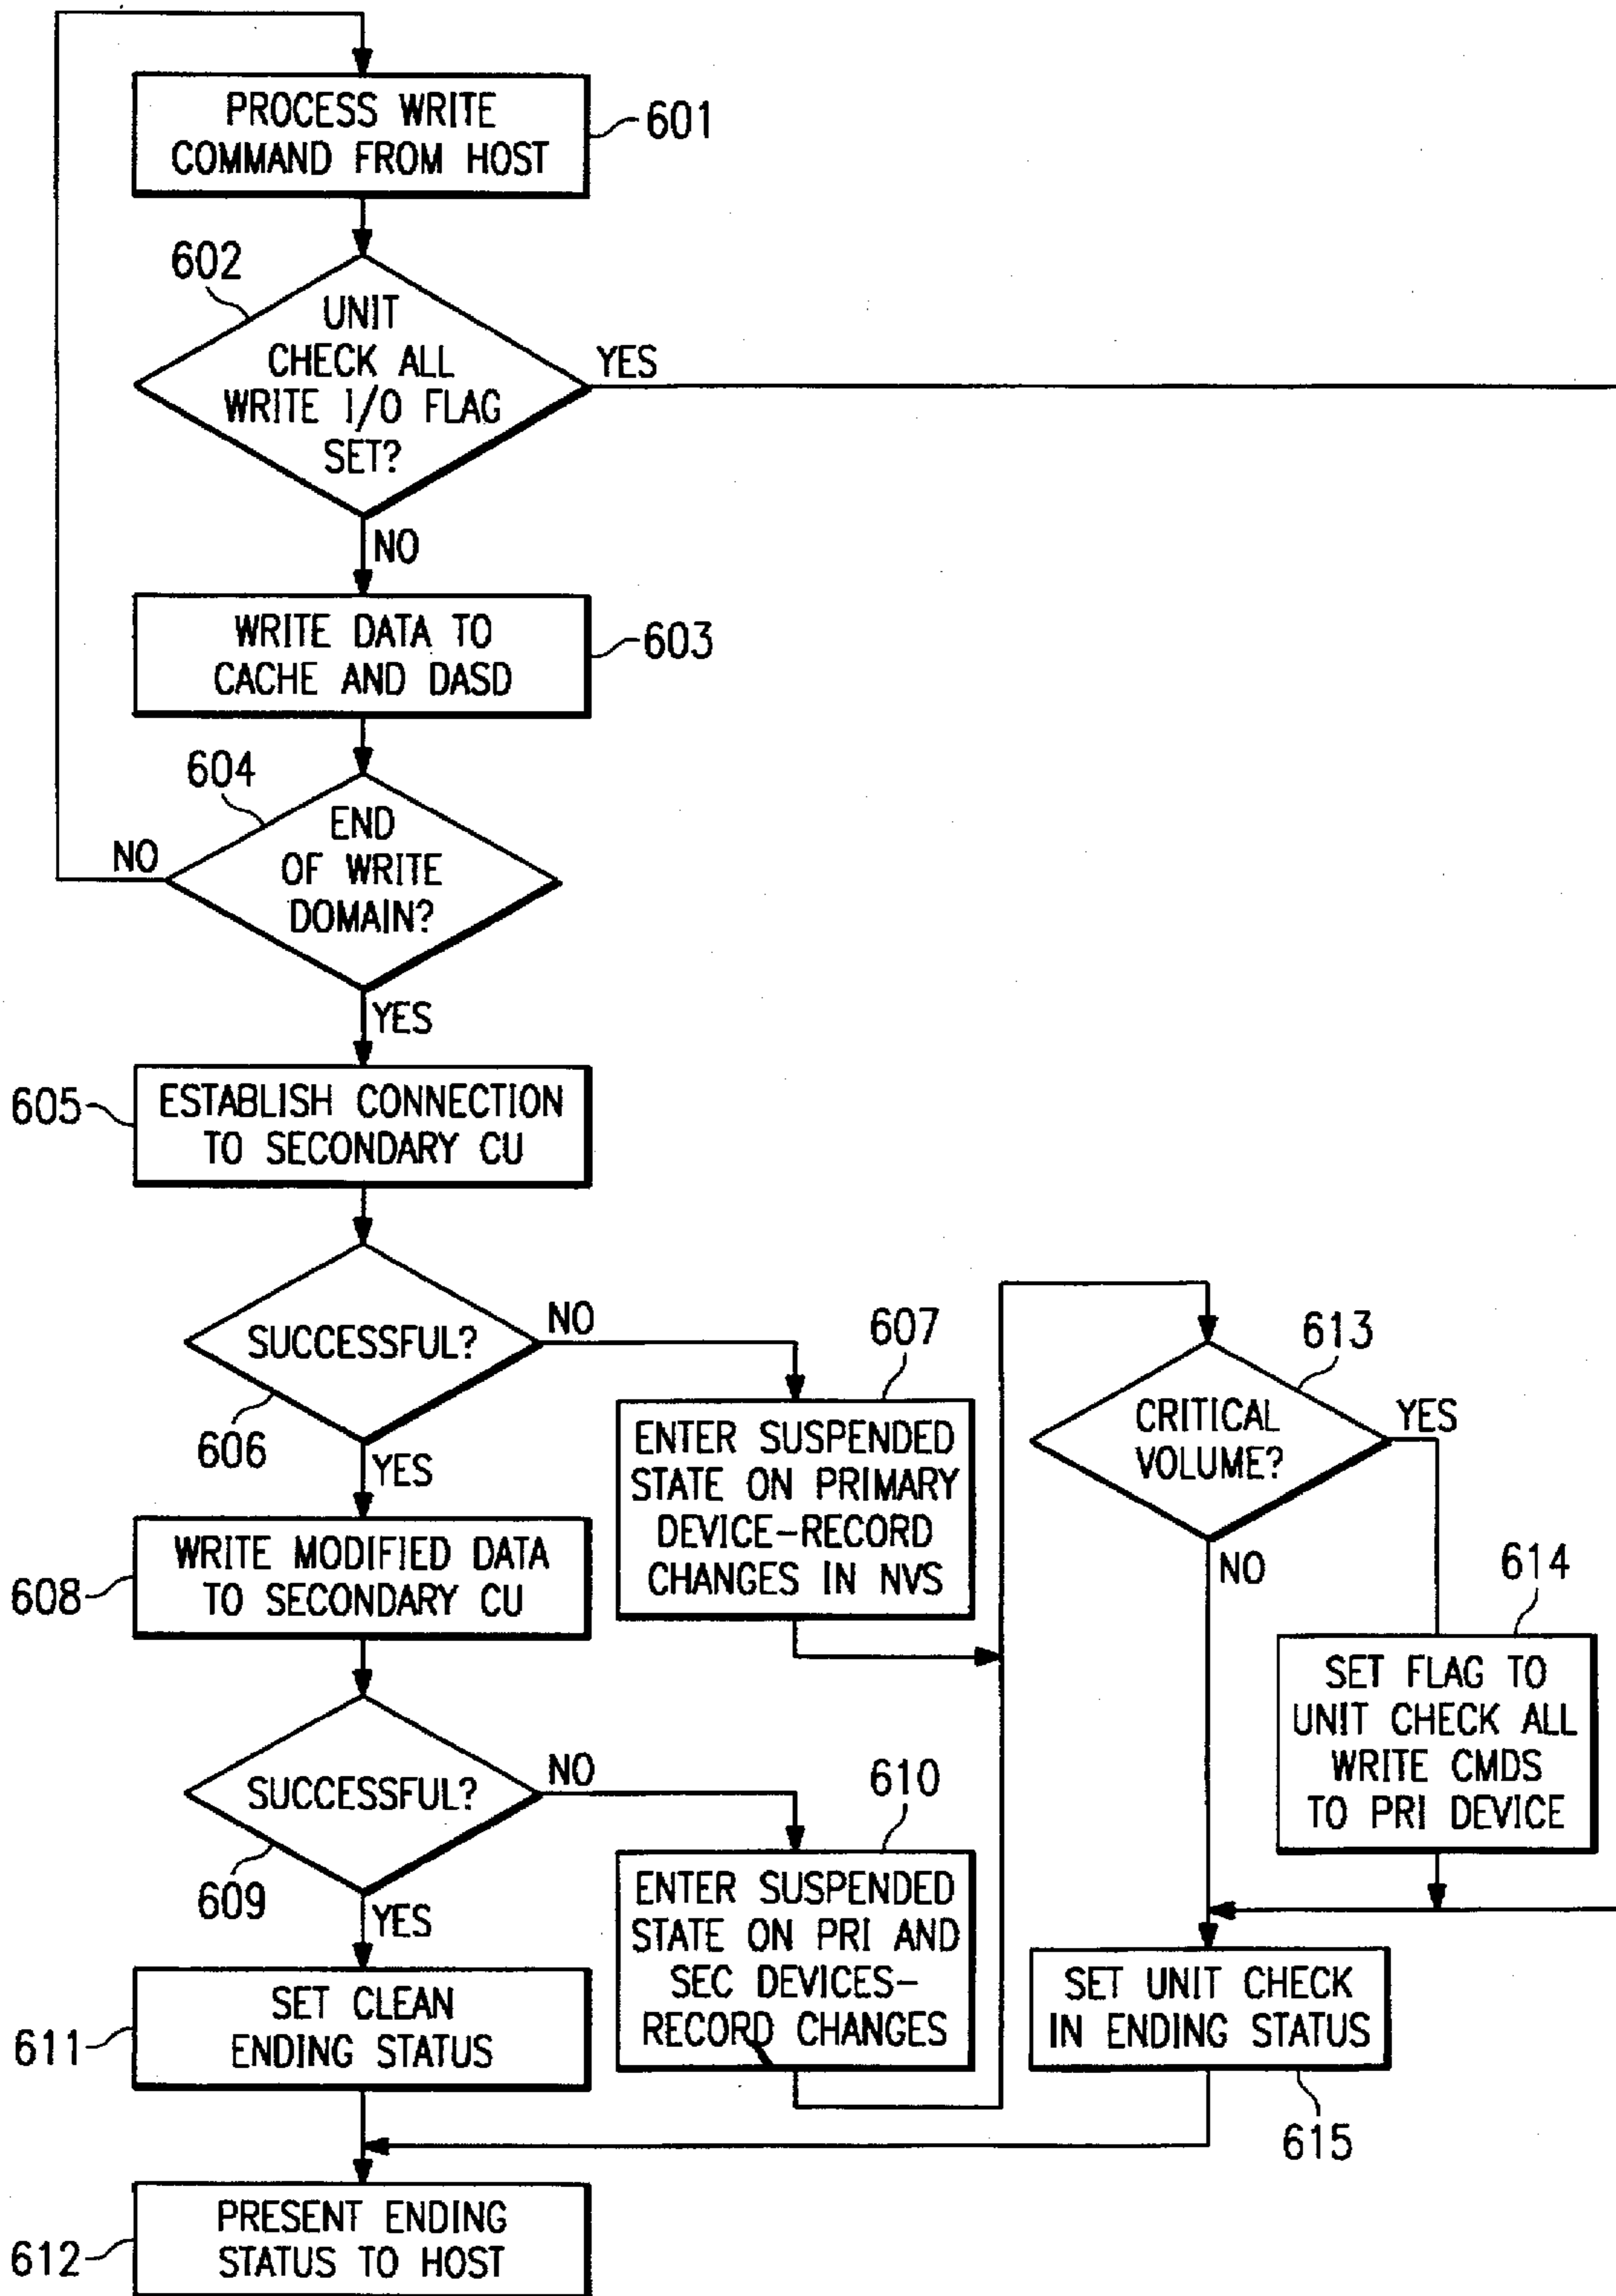 PROCESS WRITE
COMMAND FROM HOST
601
602
UNIT
CHECK ALL
WRITE I/O FLAG
SET?
YES
NO
WRITE DATA TO
CACHE AND DASD
603
604
END
OF WRITE
DOMAIN?
NO
YES
605
ESTABLISH CONNECTION
TO SECONDARY CU
SUCCESSFUL?
NO
606
YES
607
ENTER SUSPENDED
STATE ON PRIMARY
DEVICE-RECORD
CHANGES IN NVS
613
CRITICAL
VOLUME?
YES
NO
608
WRITE MODIFIED DATA
TO SECONDARY CU
614
SET FLAG TO
UNIT CHECK ALL
WRITE CMDS
TO PRI DEVICE
SUCCESSFUL?
NO
609
YES
610
ENTER SUSPENDED
STATE ON PRI AND
SEC DEVICES-
RECORD CHANGES
611
SET CLEAN
ENDING STATUS
SET UNIT CHECK
IN ENDING STATUS
615
612
PRESENT ENDING
STATUS TO HOST